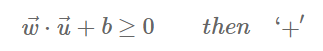 w⃗ · u⃗ + b ≥ 0 then ‘+′